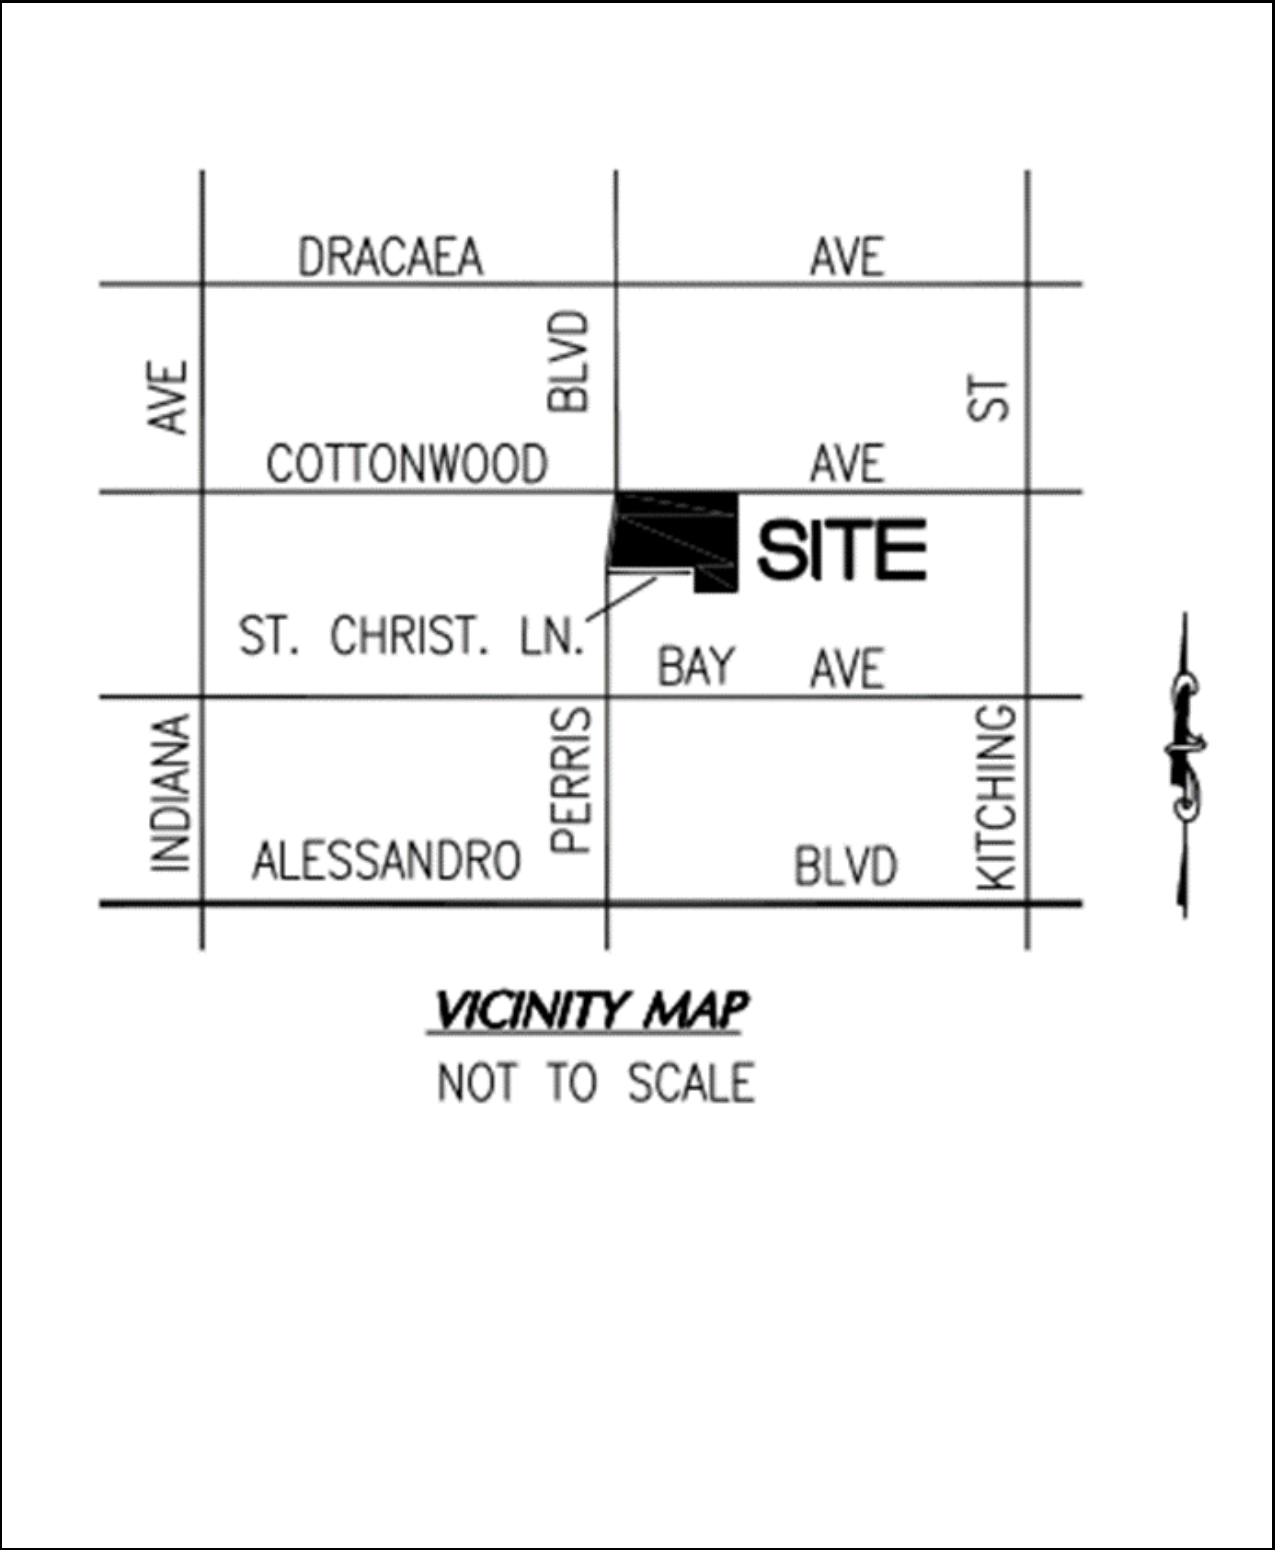 DRACAEA AVE
AVE
BLVD
ST
COTTONWOOD AVE
SITE
ST. CHRIST. LN.
BAY AVE
INDIANA
PERRIS
KITCHING
ALESSANDRO BLVD
VICINITY MAP
NOT TO SCALE